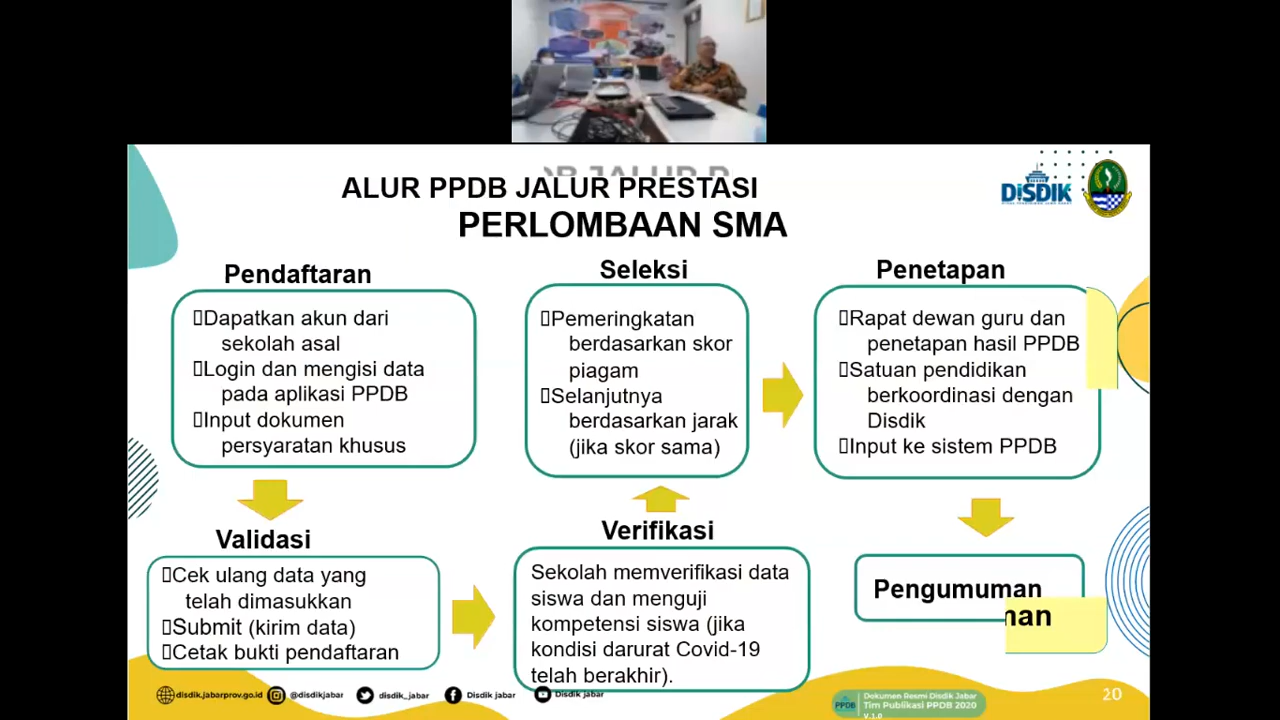 ALUR PPDB JALUR PRESTASI
PERLOMBAAN SMA
DISDIK
Pendaftaran
Dapatkan akun dari
sekolah asal
Login dan mengisi data
pada aplikasi PPDB
Input dokumen
persyaratan khusus
Validasi
Cek ulang data yang
telah dimasukkan
Submit (kirim data)
Cetak bukti pendaftaran
Verifikasi
Sekolah memverifikasi data
siswa dan menguji
kompetensi siswa (jika
kondisi darurat Covid-19
telah berakhir).
Seleksi
Pemeringkatan
berdasarkan skor
piagam
Selanjutnya
berdasarkan jarak
(jika skor sama)
Penetapan
Rapat dewan guru dan
penetapan hasil PPDB
Satuan pendidikan
berkoordinasi dengan
Disdik
Input ke sistem PPDB
Pengumuman
man
disdik.jabarprov.go.id
@disdikjabar
disdik_jabar
Disdik jabar
Disdik jabar
PPDB
Dokumen Resmi Disdik Jabar
Tim Publikasi PPDB 2020
V.1.0
20